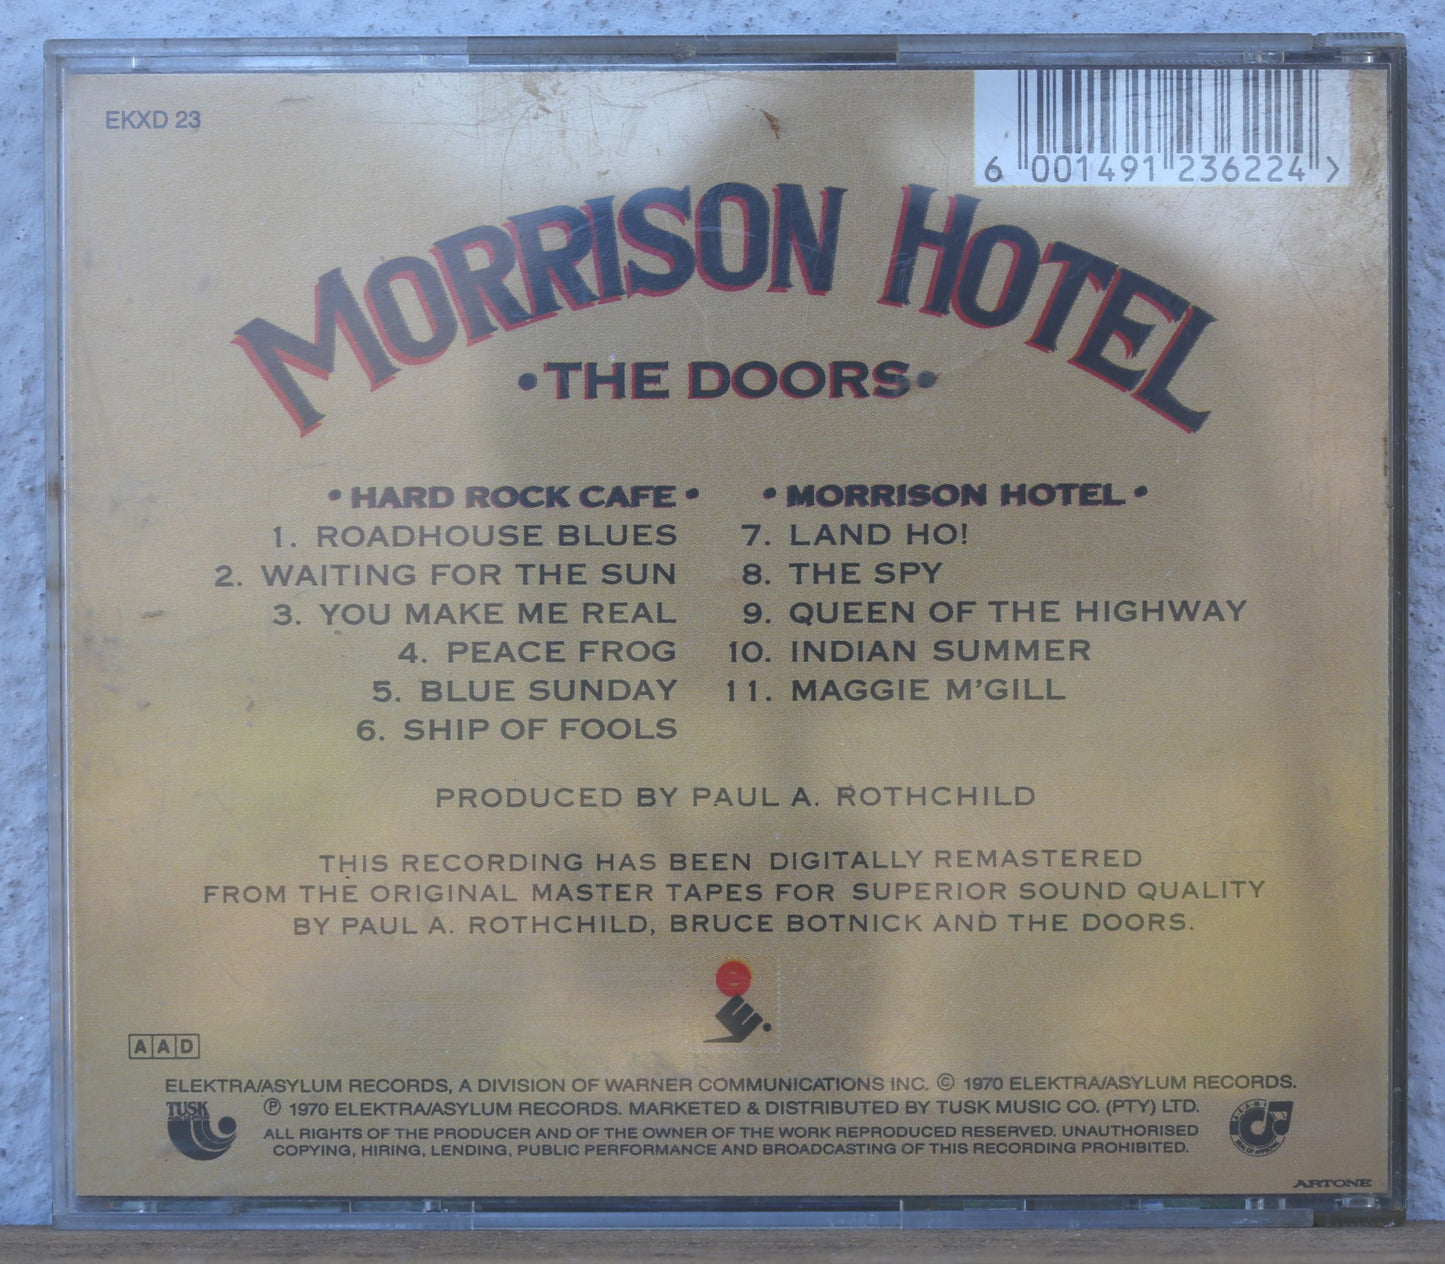 EKXD 23
6 001491 236224 >
MORRISON HOTEL
• THE DOORS •
• HARD ROCK CAFE •
1. ROADHOUSE BLUES
2. WAITING FOR THE SUN
3. YOU MAKE ME REAL
4. PEACE FROG
5. BLUE SUNDAY
6. SHIP OF FOOLS
• MORRISON HOTEL •
7. LAND HO!
8. THE SPY
9. QUEEN OF THE HIGHWAY
10. INDIAN SUMMER
11. MAGGIE M'GILL
PRODUCED BY PAUL A. ROTHCHILD
THIS RECORDING HAS BEEN DIGITALLY REMASTERED
FROM THE ORIGINAL MASTER TAPES FOR SUPERIOR SOUND QUALITY
BY PAUL A. ROTHCHILD, BRUCE BOTNICK AND THE DOORS.
AAD
ELEKTRA/ASYLUM RECORDS, A DIVISION OF WARNER COMMUNICATIONS INC. © 1970 ELEKTRA/ASYLUM RECORDS.
℗ 1970 ELEKTRA/ASYLUM RECORDS. MARKETED & DISTRIBUTED BY TUSK MUSIC CO. (PTY) LTD.
ALL RIGHTS OF THE PRODUCER AND OF THE OWNER OF THE WORK REPRODUCED RESERVED. UNAUTHORISED
COPYING, HIRING, LENDING, PUBLIC PERFORMANCE AND BROADCASTING OF THIS RECORDING PROHIBITED.
TUSK
ARTONE